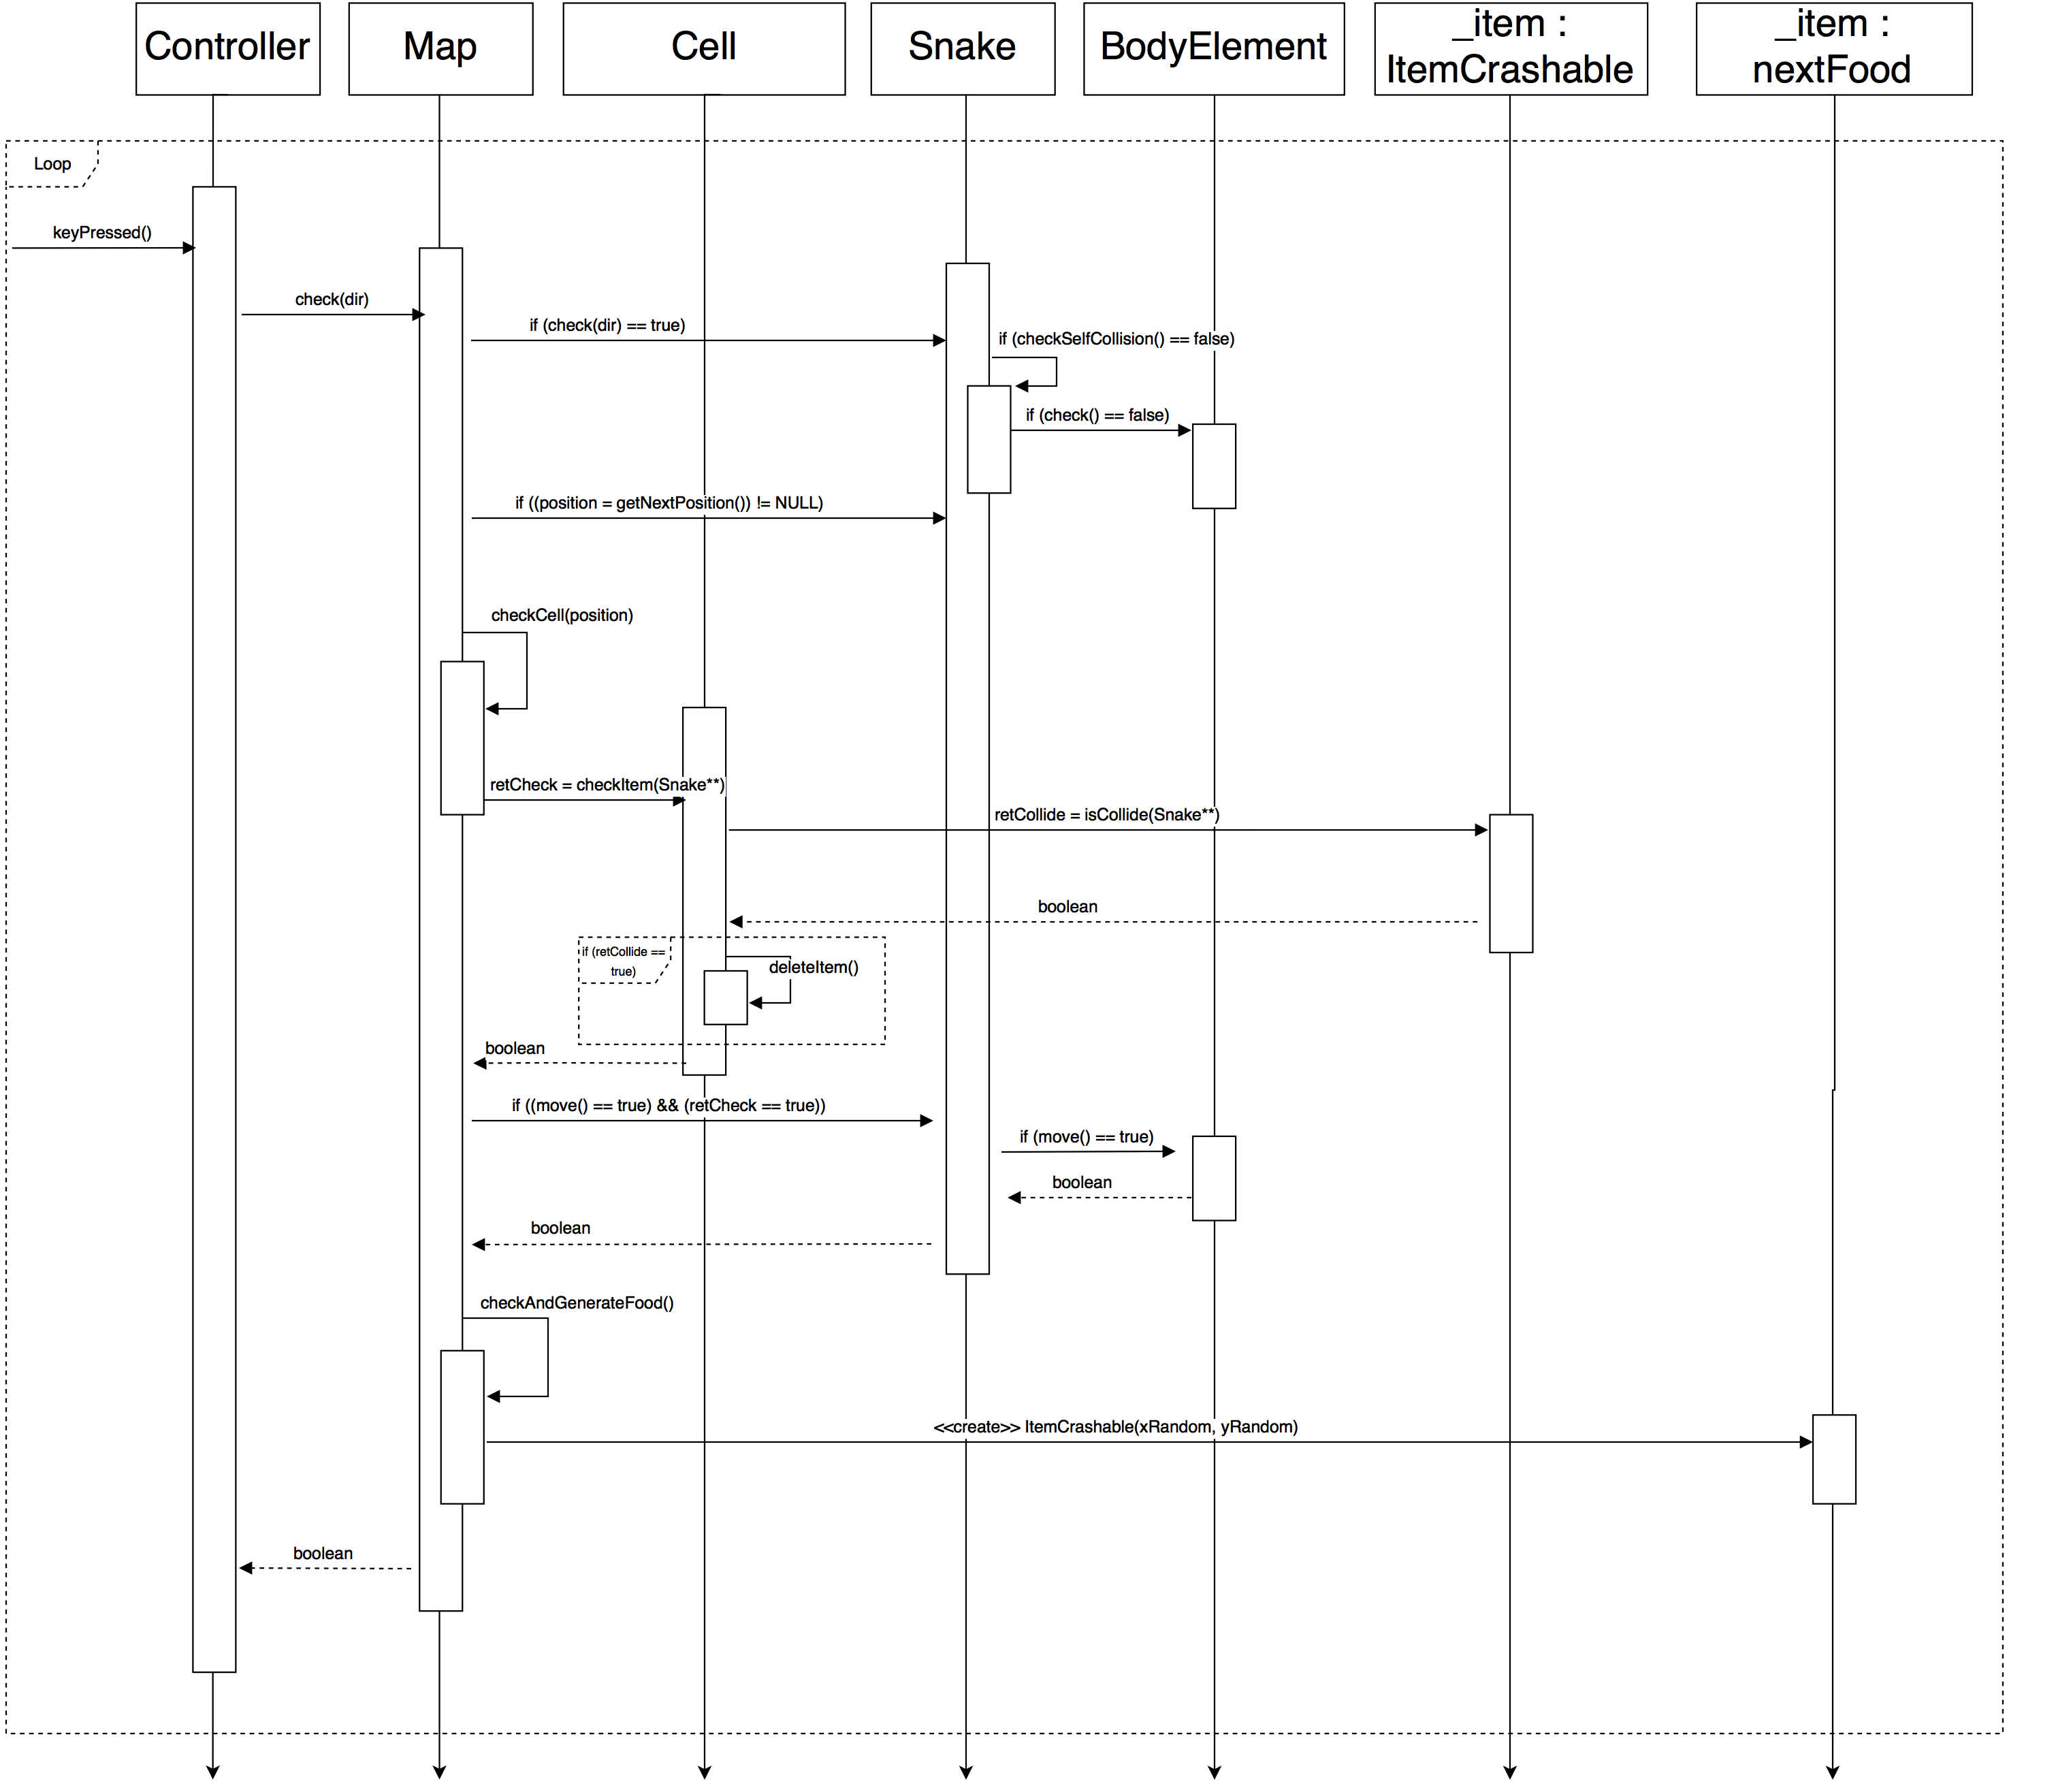 Controller
Map
Cell
Snake
BodyElement
_item :
ItemCrashable
_item :
nextFood
Loop
keyPressed()
check(dir)
if (check(dir) == true)
if (checkSelfCollision() == false)
if (check() == false)
if ((position = getNextPosition()) != NULL)
checkCell(position)
retCheck = checkItem(Snake**)
retCollide = isCollide(Snake**)
boolean
if (retCollide ==
true)
deleteItem()
boolean
if ((move() == true) && (retCheck == true))
if (move() == true)
boolean
boolean
checkAndGenerateFood()
<<create>> ItemCrashable(xRandom, yRandom)
boolean